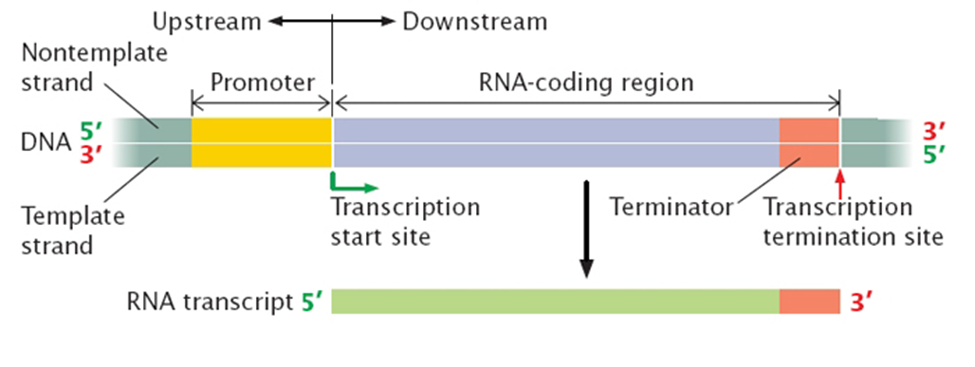 Upstream Downstream
Nontemplate
strand
Promoter
RNA-coding region
DNA 5′ 3′
3′ 5′
Template
strand
Transcription
start site
Terminator
Transcription
termination site
RNA transcript 5′ 3′